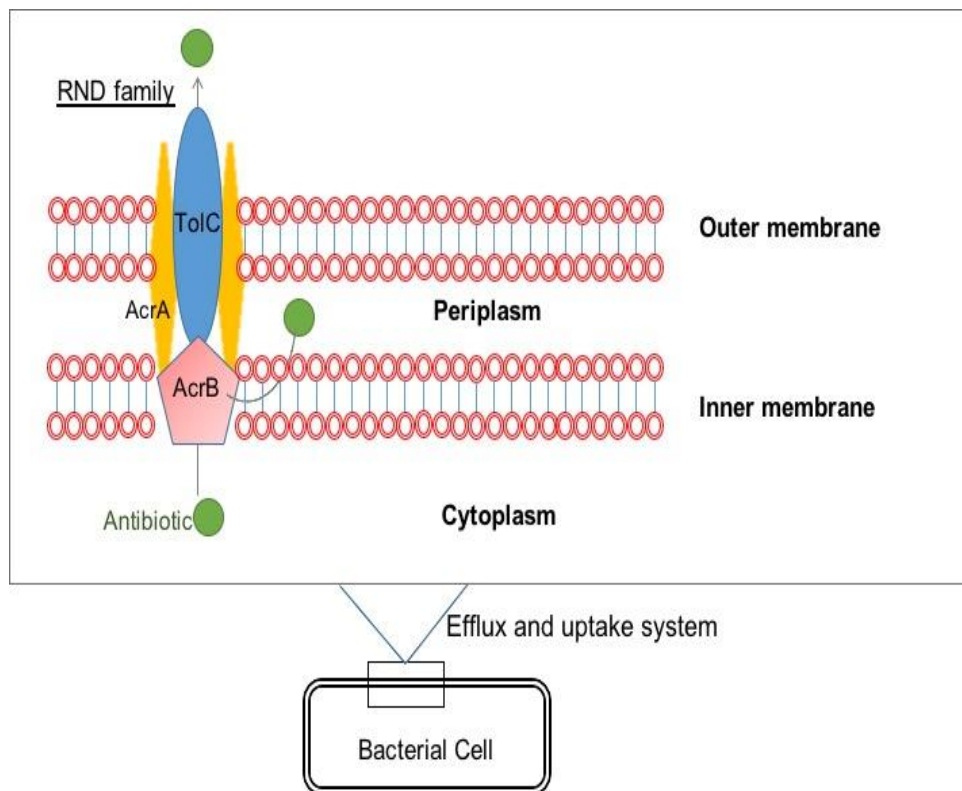 RND family
TolC
Outer membrane
AcrA
Periplasm
AcrB
Inner membrane
Antibiotic
Cytoplasm
Efflux and uptake system
Bacterial Cell